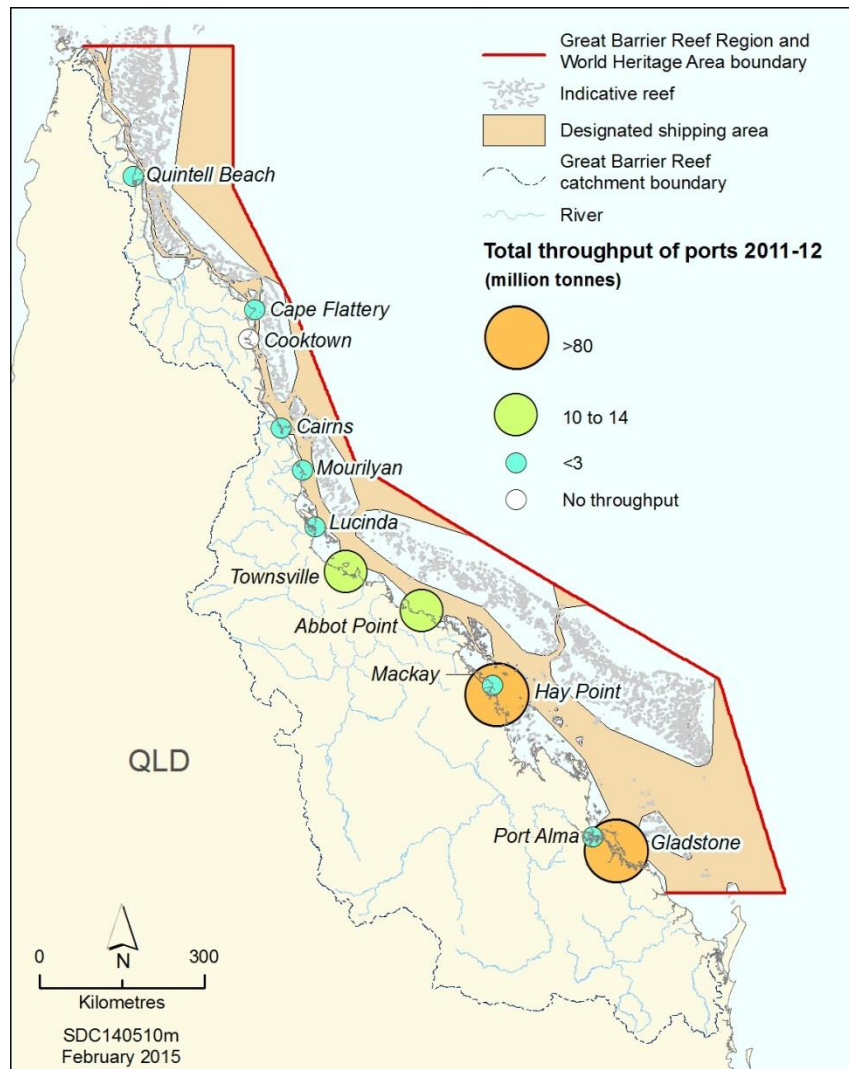 Great Barrier Reef Region and
World Heritage Area boundary
Indicative reef
Designated shipping area
Great Barrier Reef
catchment boundary
River
Total throughput of ports 2011-12
(million tonnes)
>80
10 to 14
<3
No throughput
Quintell Beach
Cape Flattery
Cooktown
Cairns
Mourilyan
Lucinda
Townsville
Abbot Point
Mackay
Hay Point
QLD
Port Alma
Gladstone
0
300
N
Kilometres
SDC140510m
February 2015